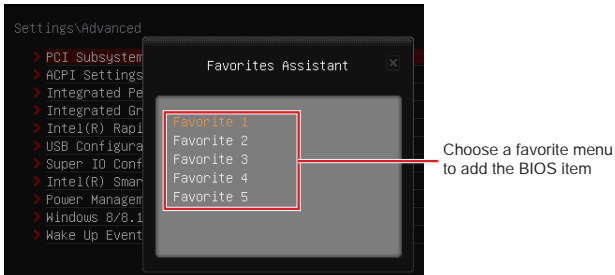 Settings\Advanced
PCI Subsystem
ACPI Settings
Integrated Pe
Integrated Gr
Intel(R) Rapi
USB Configura
Super IO Conf
Intel(R) Smar
Power Managem
Windows 8/8.1
Wake Up Event
Favorites Assistant
Favorite 1
Favorite 2
Favorite 3
Favorite 4
Favorite 5
Choose a favorite menu
to add the BIOS item